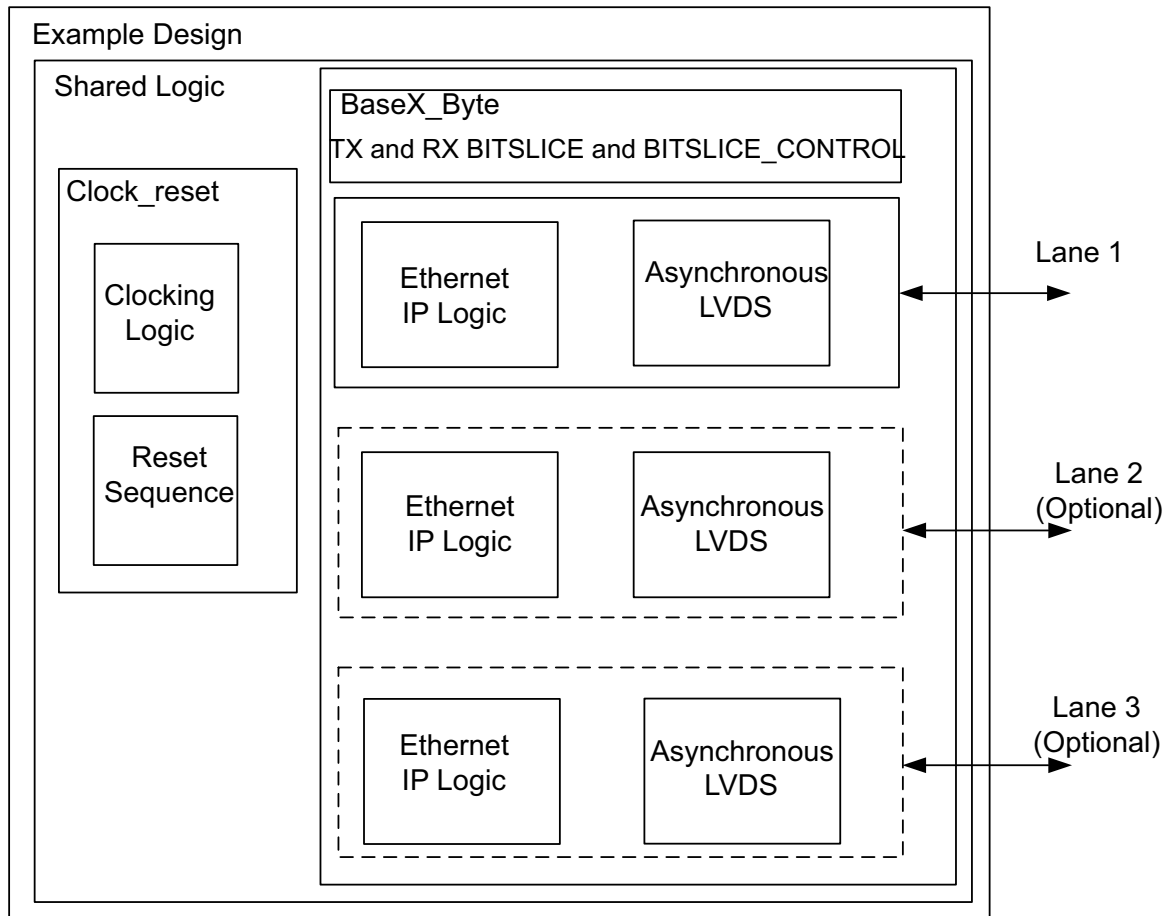 Example Design
Shared Logic
BaseX_Byte
TX and RX BITSLICE and BITSLICE_CONTROL
Clock_reset
Clocking
Logic
Reset
Sequence
Ethernet
IP Logic
Asynchronous
LVDS
Lane 1
Ethernet
IP Logic
Asynchronous
LVDS
Lane 2
(Optional)
Ethernet
IP Logic
Asynchronous
LVDS
Lane 3
(Optional)